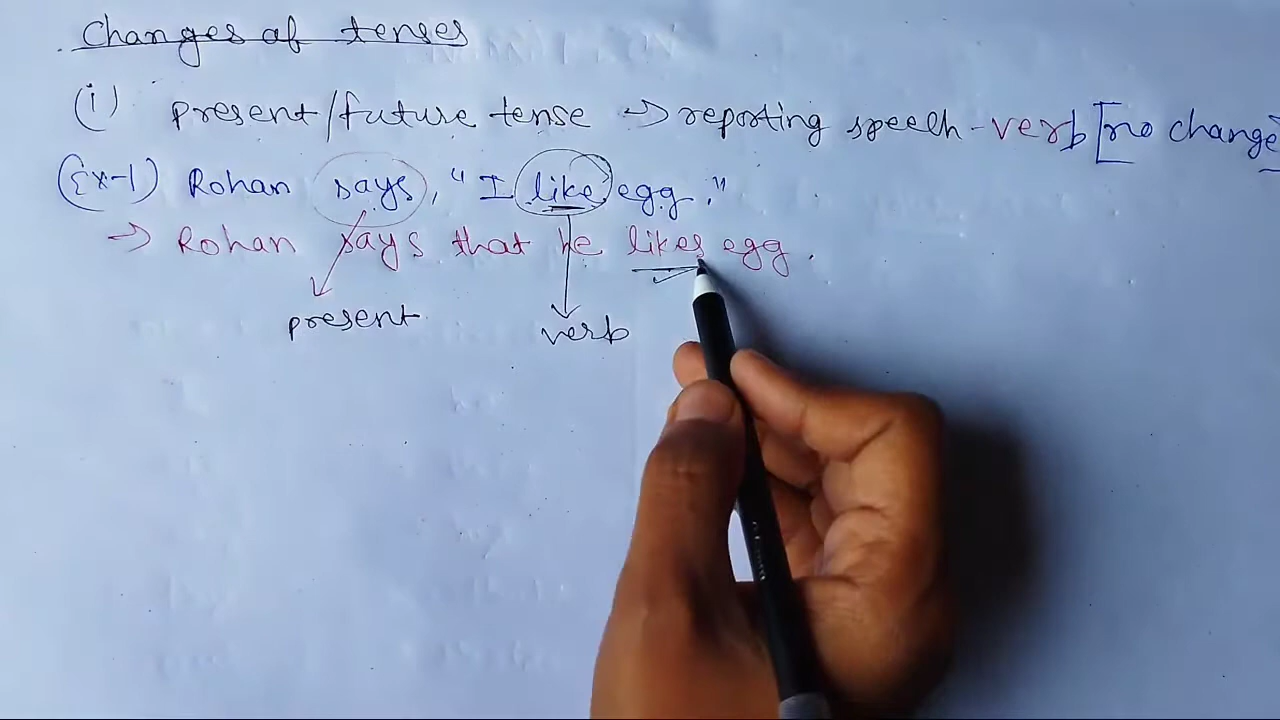 Changes of tenses
(i) present/future tense → reporting speech - verb [no change]
(Ex-1) Rohan says, "I like egg."
→ Rohan says that he likes egg.
present verb